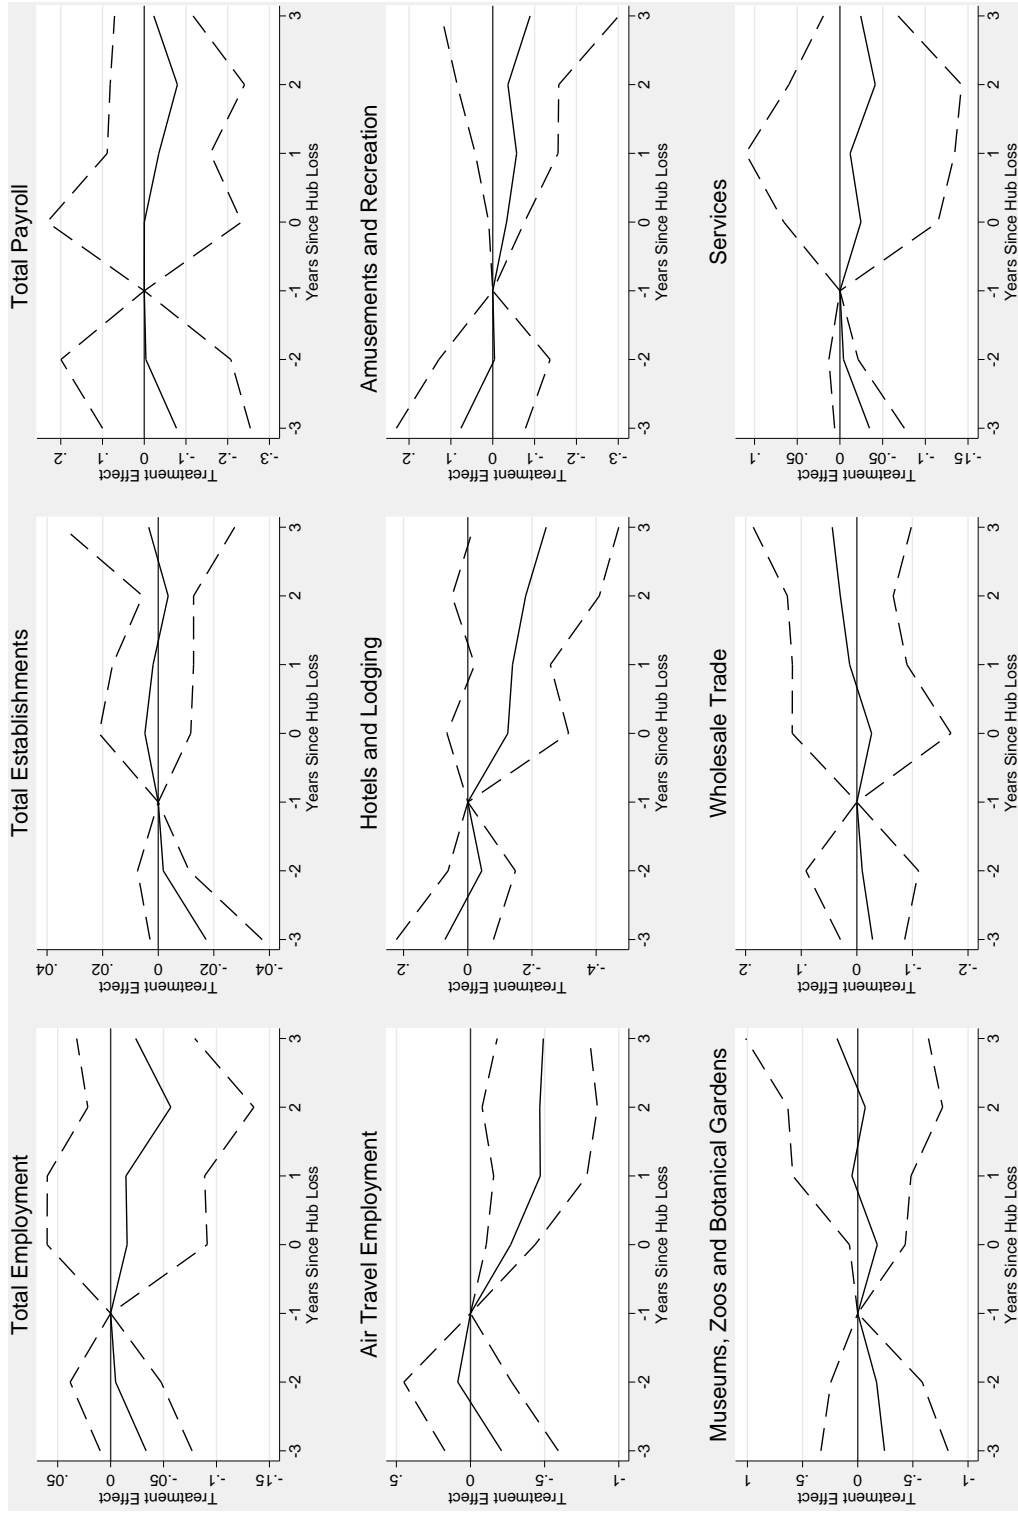 Total Employment
Treatment Effect
.05
0
-.05
-.1
-.15
-3 -2 -1 0 1 2 3
Years Since Hub Loss
Total Establishments
Treatment Effect
.04
.02
0
-.02
-.04
-3 -2 -1 0 1 2 3
Years Since Hub Loss
Total Payroll
Treatment Effect
.2
.1
0
-.1
-.2
-.3
-3 -2 -1 0 1 2 3
Years Since Hub Loss
Air Travel Employment
Treatment Effect
.5
0
-.5
-1
-3 -2 -1 0 1 2 3
Years Since Hub Loss
Hotels and Lodging
Treatment Effect
.2
0
-.2
-.4
-3 -2 -1 0 1 2 3
Years Since Hub Loss
Amusements and Recreation
Treatment Effect
.2
.1
0
-.1
-.2
-.3
-3 -2 -1 0 1 2 3
Years Since Hub Loss
Museums, Zoos and Botanical Gardens
Treatment Effect
1
.5
0
-.5
-1
-3 -2 -1 0 1 2 3
Years Since Hub Loss
Wholesale Trade
Treatment Effect
.2
.1
0
-.1
-.2
-3 -2 -1 0 1 2 3
Years Since Hub Loss
Services
Treatment Effect
.1
.05
0
-.05
-.1
-.15
-3 -2 -1 0 1 2 3
Years Since Hub Loss